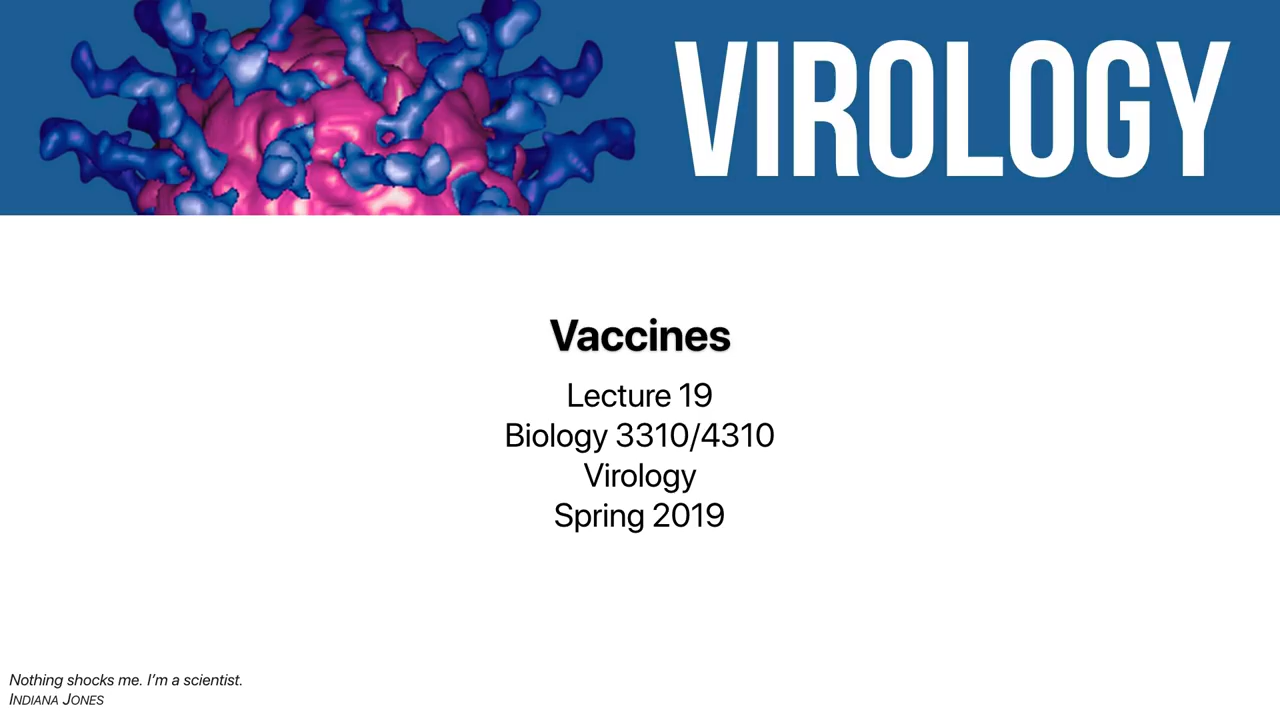 VIROLOGY
Vaccines
Lecture 19
Biology 3310/4310
Virology
Spring 2019
Nothing shocks me. I’m a scientist.
INDIANA JONES